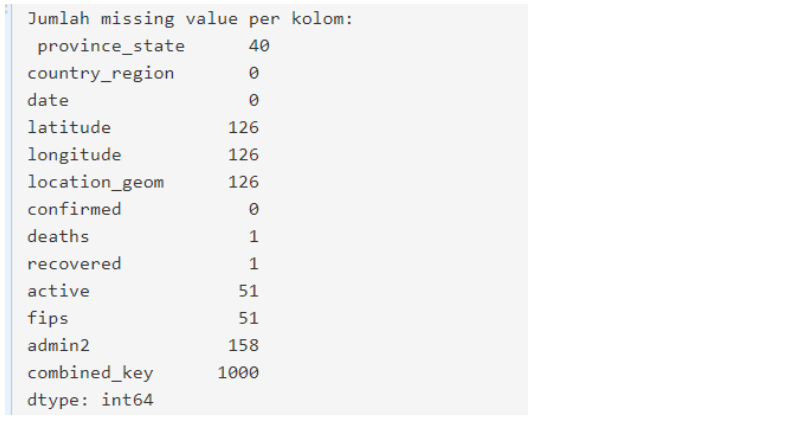 Jumlah missing value per kolom:
province_state 40
country_region 0
date 0
latitude 126
longitude 126
location_geom 126
confirmed 0
deaths 1
recovered 1
active 51
fips 51
admin2 158
combined_key 1000
dtype: int64